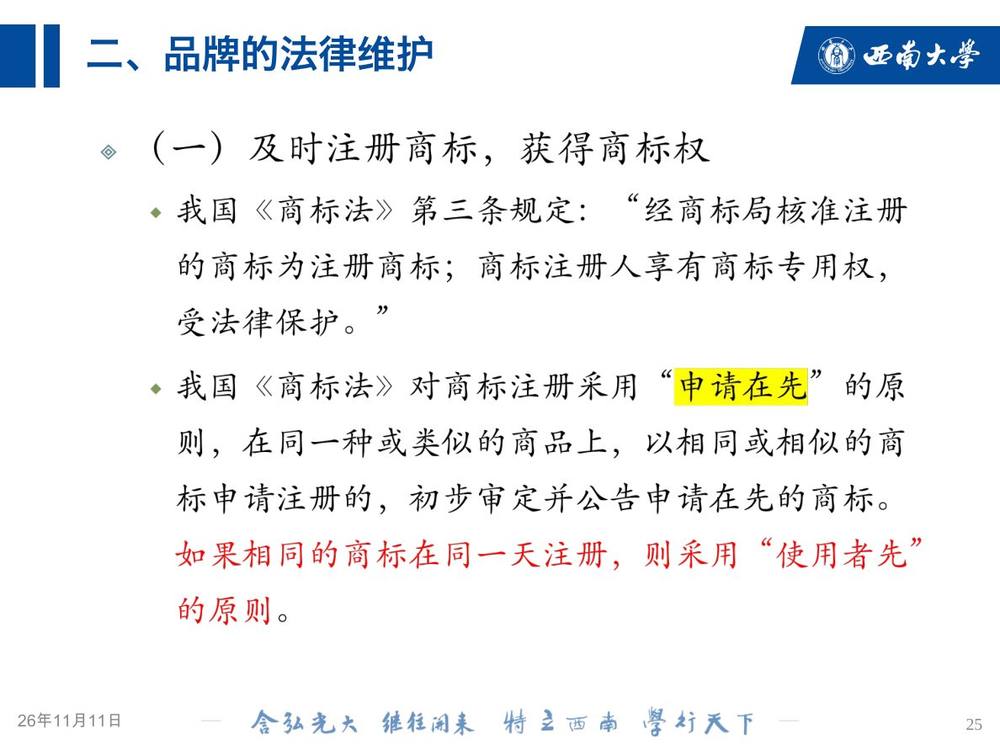 二、品牌的法律维护
西南大学
（一）及时注册商标，获得商标权
我国《商标法》第三条规定：“经商标局核准注册
的商标为注册商标；商标注册人享有商标专用权，
受法律保护。”
我国《商标法》对商标注册采用“申请在先”的原
则，在同一种或类似的商品上，以相同或相似的商
标申请注册的，初步审定并公告申请在先的商标。
如果相同的商标在同一天注册，则采用“使用者先”
的原则。
26年11月11日
含弘光大 继往开来 特立西南 学行天下
25